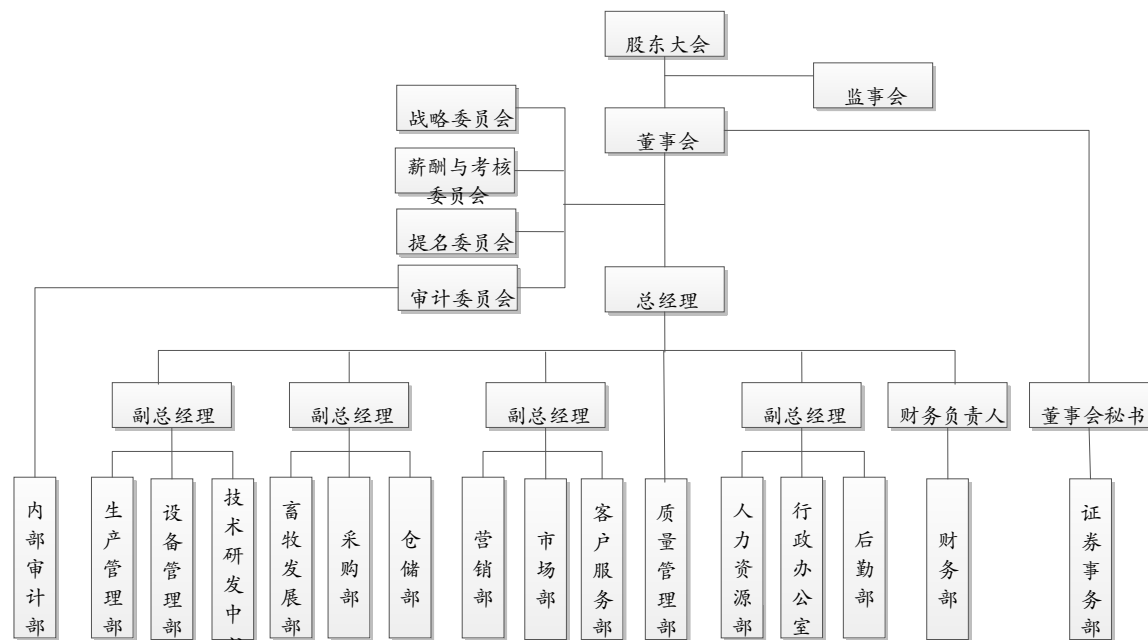 股东大会
监事会
战略委员会
董事会
薪酬与考核
委员会
提名委员会
审计委员会
总经理
副总经理
副总经理
副总经理
副总经理
财务负责人
董事会秘书
内部审计部
生产管理部
设备管理部
技术研发中
畜牧发展部
采购部
仓储部
营销部
市场部
客户服务部
质量管理部
人力资源部
行政办公室
后勤部
财务部
证券事务部